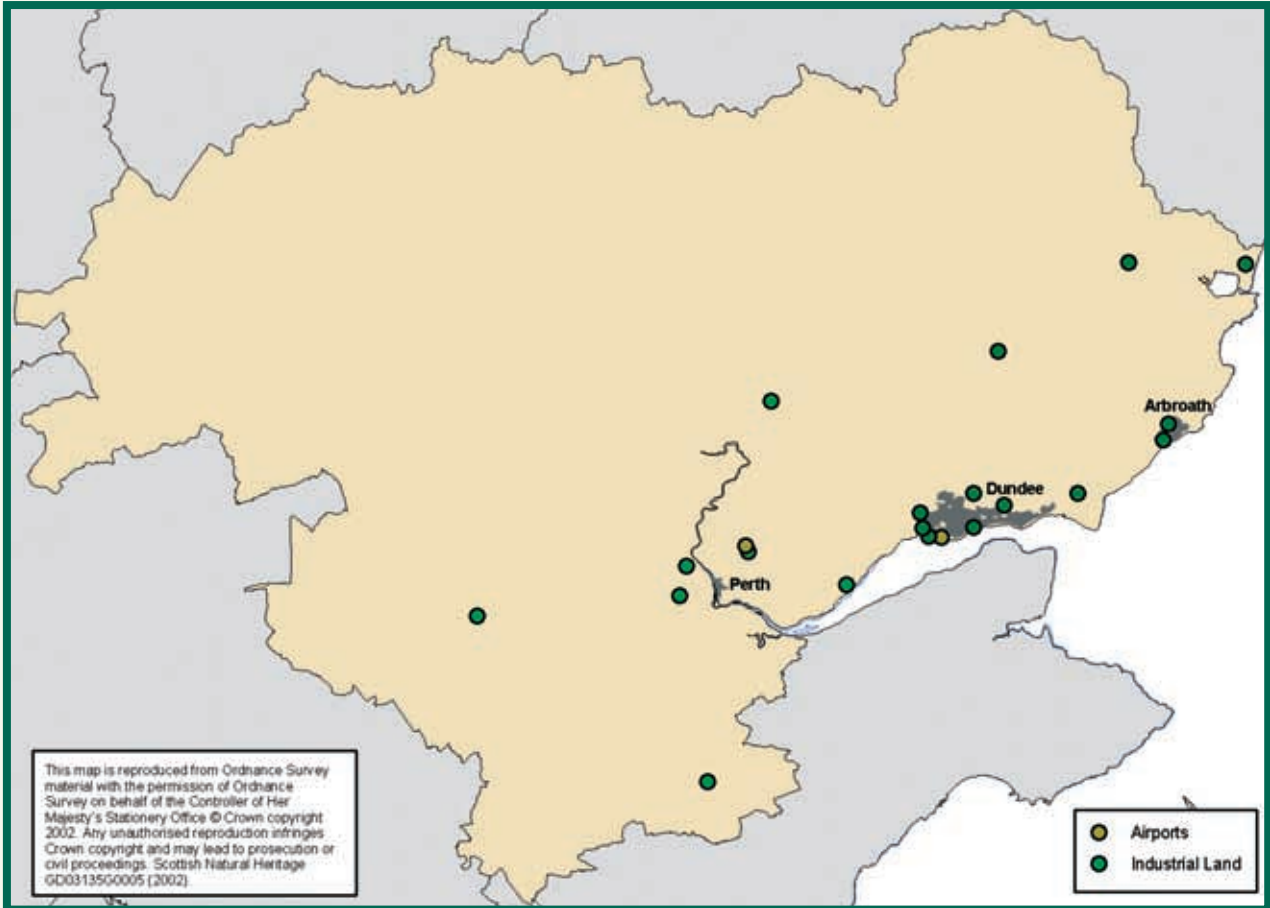 Arbroath
Dundee
Perth
This map is reproduced from Ordnance Survey
material with the permission of Ordnance
Survey on behalf of the Controller of Her
Majesty's Stationery Office © Crown copyright
2002. Any unauthorised reproduction infringes
Crown copyright and may lead to prosecution or
civil proceedings. Scottish Natural Heritage
GD03135G0005 (2002)
Airports
Industrial Land